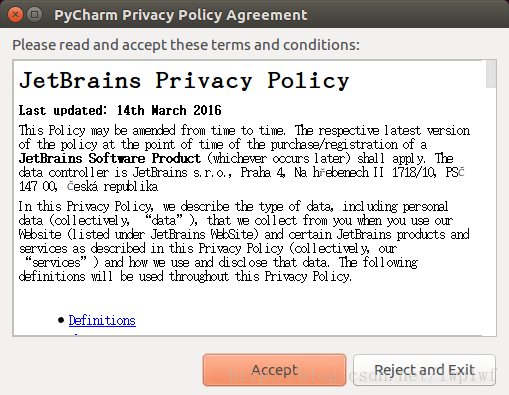 PyCharm Privacy Policy Agreement
Please read and accept these terms and conditions:
JetBrains Privacy Policy
Last updated: 14th March 2016
This Policy may be amended from time to time. The respective latest version
of the policy at the point of time of the purchase/registration of a
JetBrains Software Product (whichever occurs later) shall apply. The
data controller is JetBrains s.r.o., Praha 4, Na hřebenech II 1718/10, PSČ
147 00, Česká republika
In this Privacy Policy, we describe the type of data, including personal
data (collectively, “data”), that we collect from you when you use our
Website (listed under JetBrains WebSite) and certain JetBrains products and
services as described in this Privacy Policy (collectively, our
“services”) and how we use and disclose that data. The following
definitions will be used throughout this Privacy Policy.
Definitions
Accept
Reject and Exit